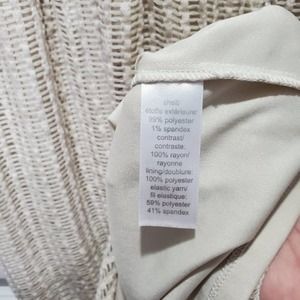 shell/
étoffe extérieure:
99% polyester
1% spandex
contrast/
contraste:
100% rayon/
rayonne
lining/doublure:
100% polyester
elastic yarn/
fil élastique:
59% polyester
41% spandex